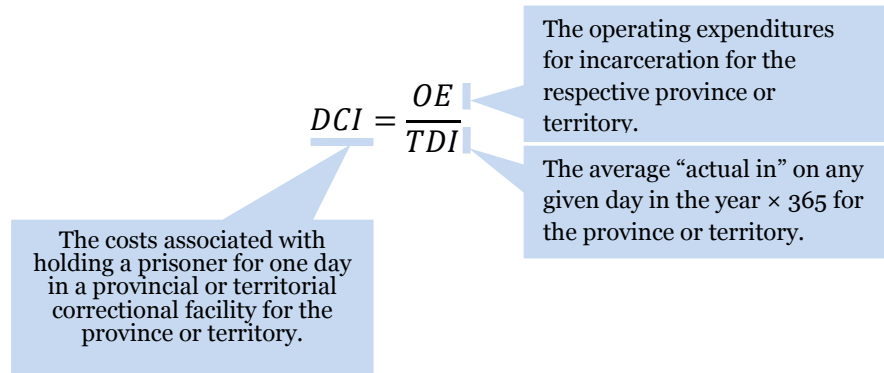 The operating expenditures
for incarceration for the
respective province or
territory.
DCI = OE
TDI
The average “actual in” on any
given day in the year × 365 for
the province or territory.
The costs associated with
holding a prisoner for one day
in a provincial or territorial
correctional facility for the
province or territory.